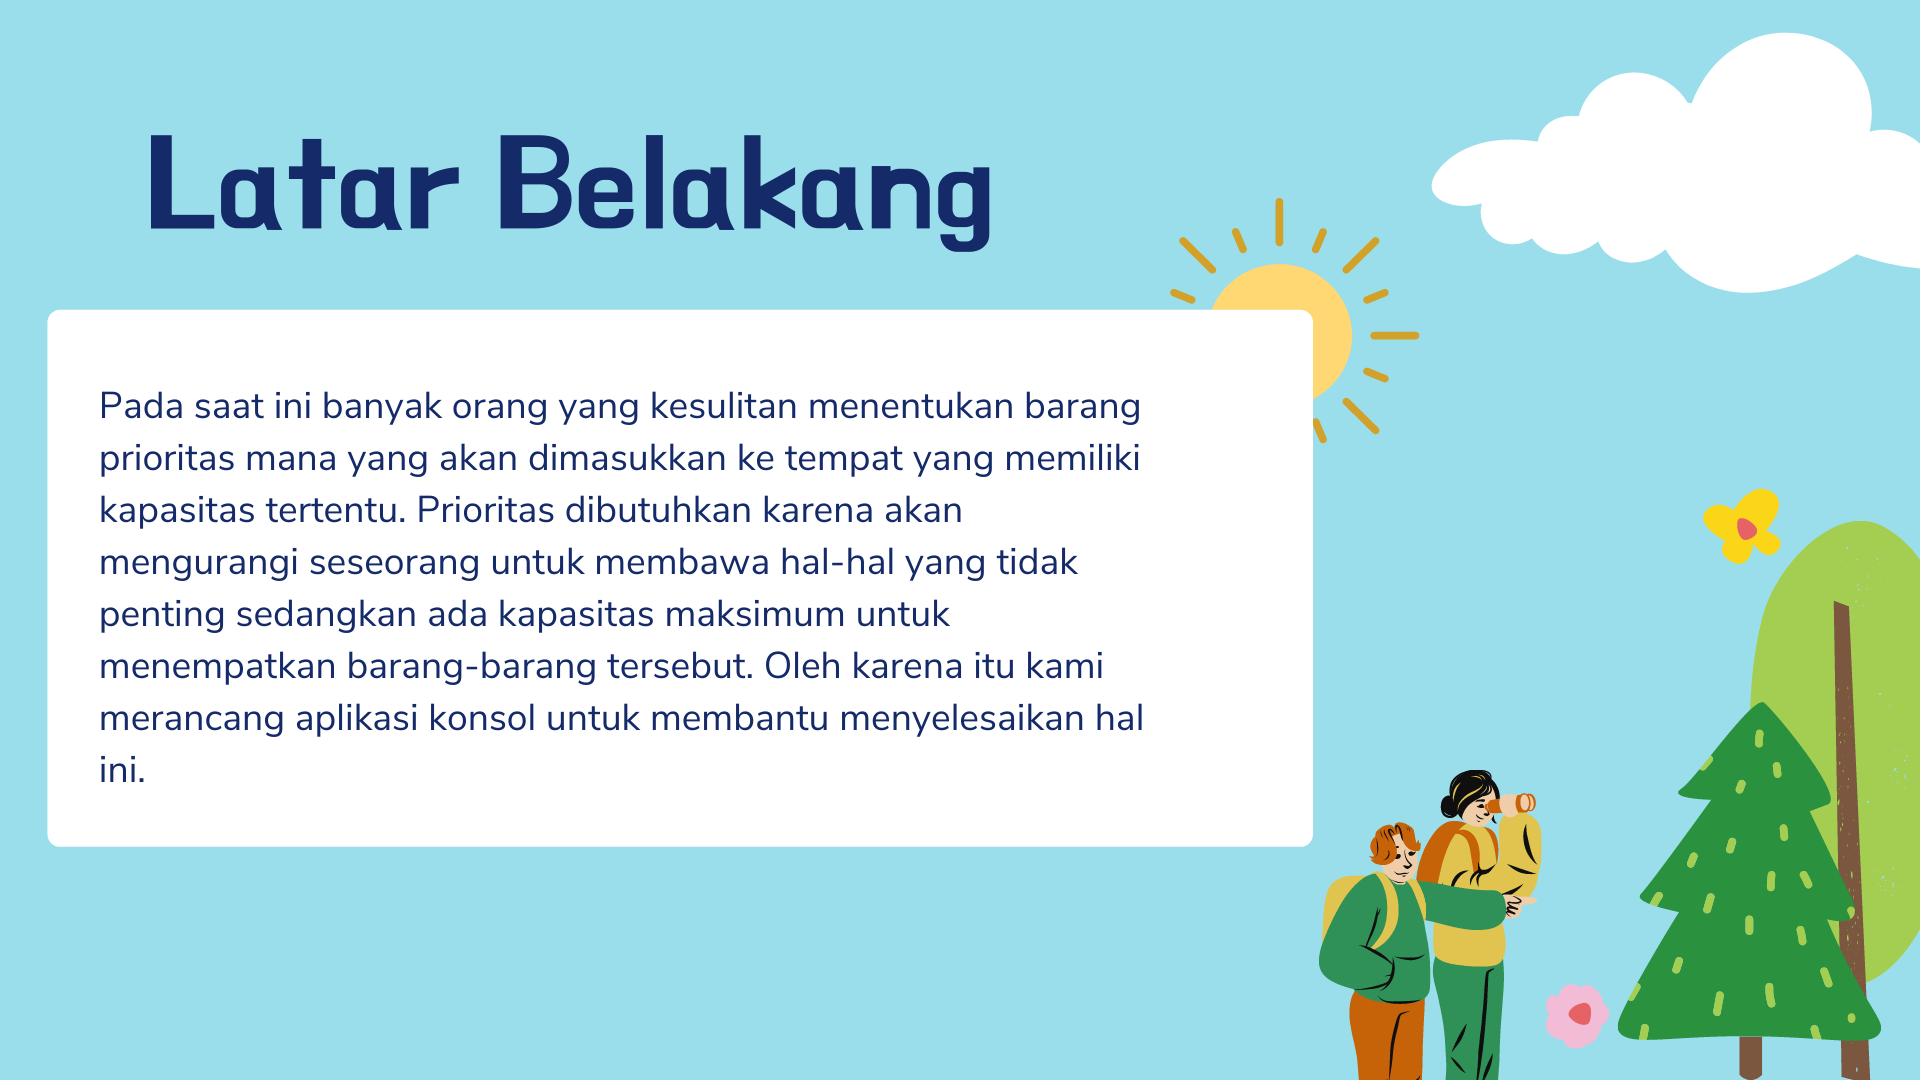 Latar Belakang
Pada saat ini banyak orang yang kesulitan menentukan barang
prioritas mana yang akan dimasukkan ke tempat yang memiliki
kapasitas tertentu. Prioritas dibutuhkan karena akan
mengurangi seseorang untuk membawa hal-hal yang tidak
penting sedangkan ada kapasitas maksimum untuk
menempatkan barang-barang tersebut. Oleh karena itu kami
merancang aplikasi konsol untuk membantu menyelesaikan hal
ini.